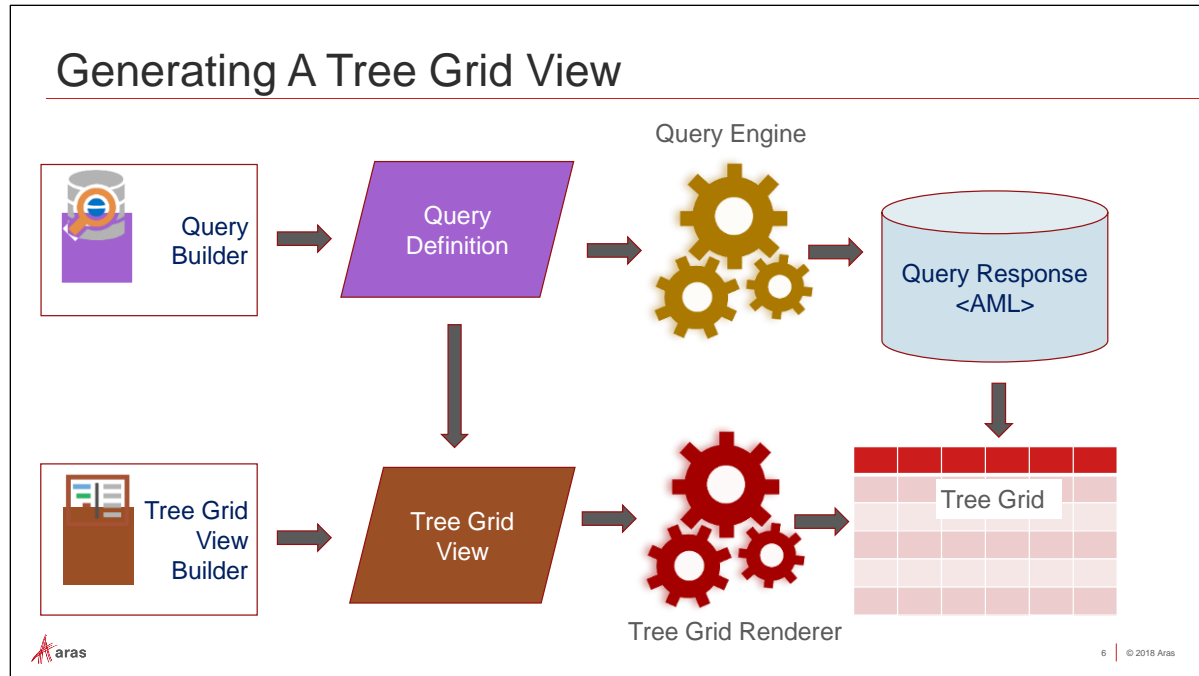 Generating A Tree Grid View
Query Engine
Query
Builder
Query
Definition
Query Response
<AML>
Tree Grid
View
Builder
Tree Grid
View
Tree Grid
Tree Grid Renderer
aras
6
© 2018 Aras